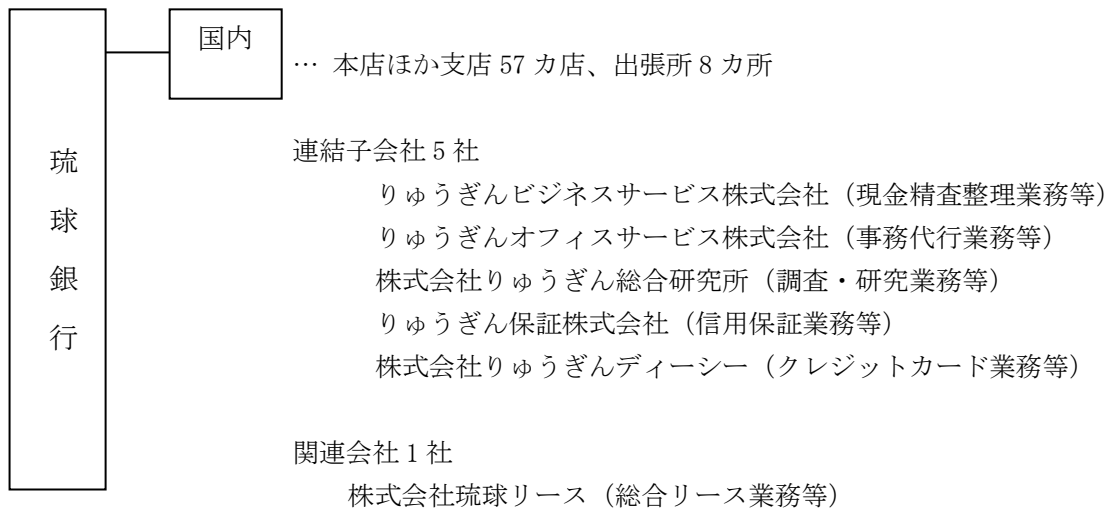 琉球銀行
国内
… 本店ほか支店 57 カ店、出張所 8 カ所
連結子会社 5 社
りゅうぎんビジネスサービス株式会社（現金精査整理業務等）
りゅうぎんオフィスサービス株式会社（事務代行業務等）
株式会社りゅうぎん総合研究所（調査・研究業務等）
りゅうぎん保証株式会社（信用保証業務等）
株式会社りゅうぎんディーシー（クレジットカード業務等）
関連会社 1 社
株式会社琉球リース（総合リース業務等）